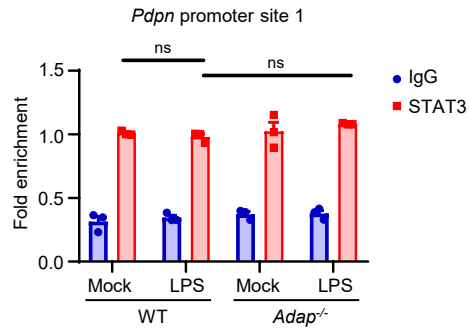 Pdpn promoter site 1
ns
ns
IgG
STAT3
Fold enrichment
1.5
1.0
0.5
0.0
Mock LPS Mock LPS
WT Adap-/-